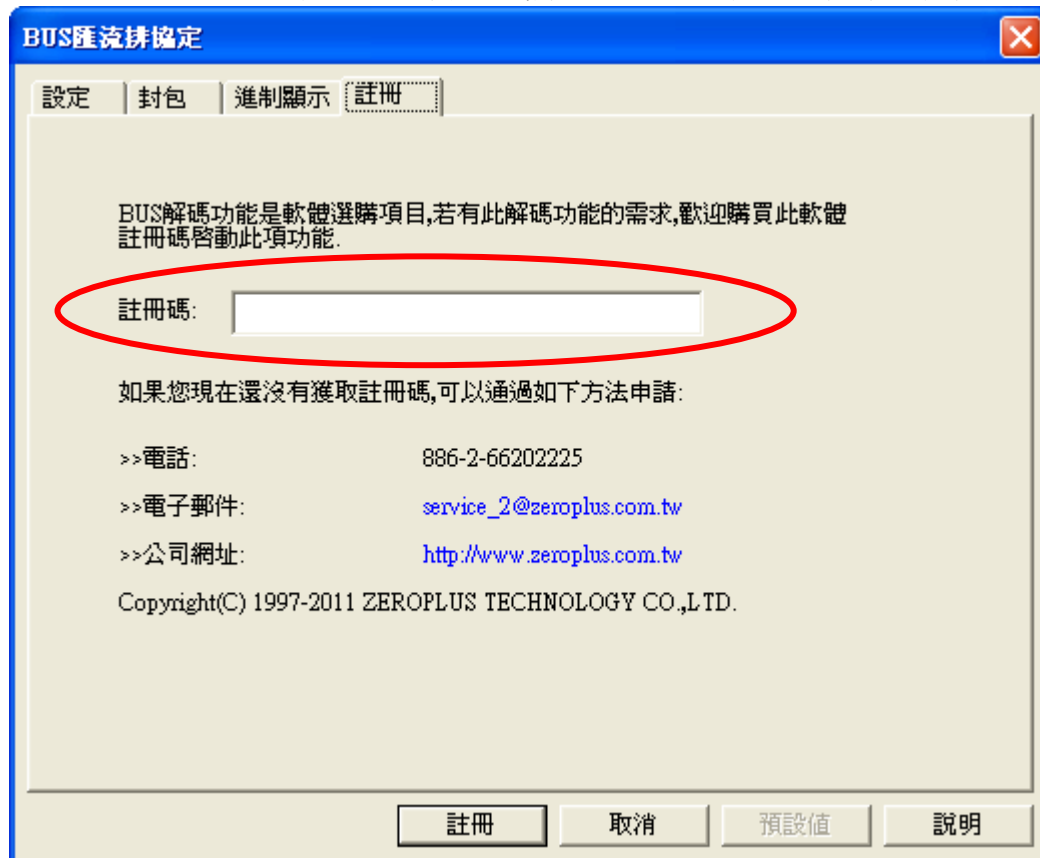 BUS匯流排協定
設定 封包 進制顯示 註冊
BUS解碼功能是軟體選購項目,若有此解碼功能的需求,歡迎購買此軟體
註冊碼啓動此項功能.
註冊碼:
如果您現在還沒有獲取註冊碼,可以通過如下方法申請:
>>電話: 886-2-66202225
>>電子郵件: service_2@zeroplus.com.tw
>>公司網址: http://www.zeroplus.com.tw
Copyright(C) 1997-2011 ZEROPLUS TECHNOLOGY CO.,LTD.
註冊 取消 預設值 說明